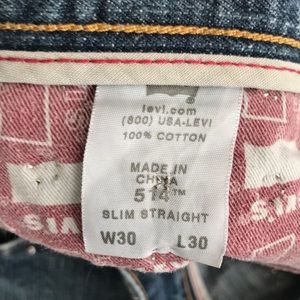 levi.com
(800) USA-LEVI
100% COTTON
MADE IN
CHINA
514™
SLIM STRAIGHT
W30 L30